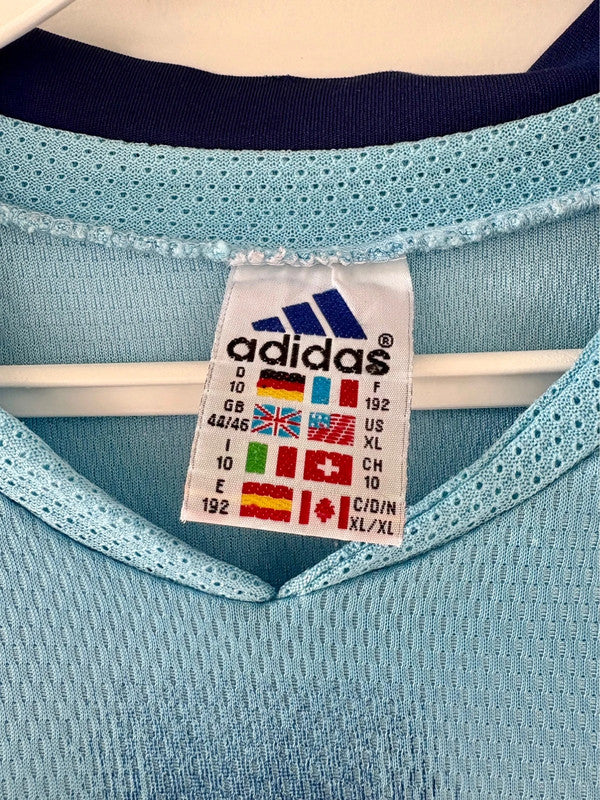 adidas®
D 10 F 192
GB 44/46 US XL
I 10 CH 10
E 192 C/D/N XL/XL